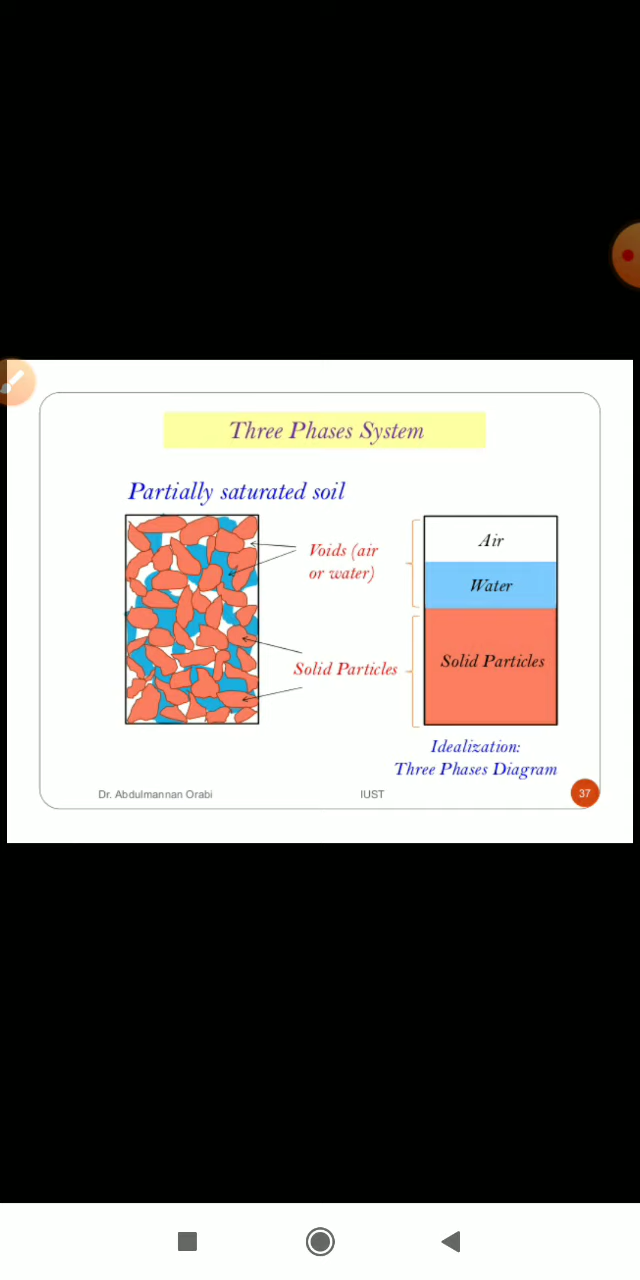 Three Phases System
Partially saturated soil
Voids (air
or water)
Solid Particles
Air
Water
Solid Particles
Idealization:
Three Phases Diagram
Dr. Abdulmannan Orabi
IUST
37